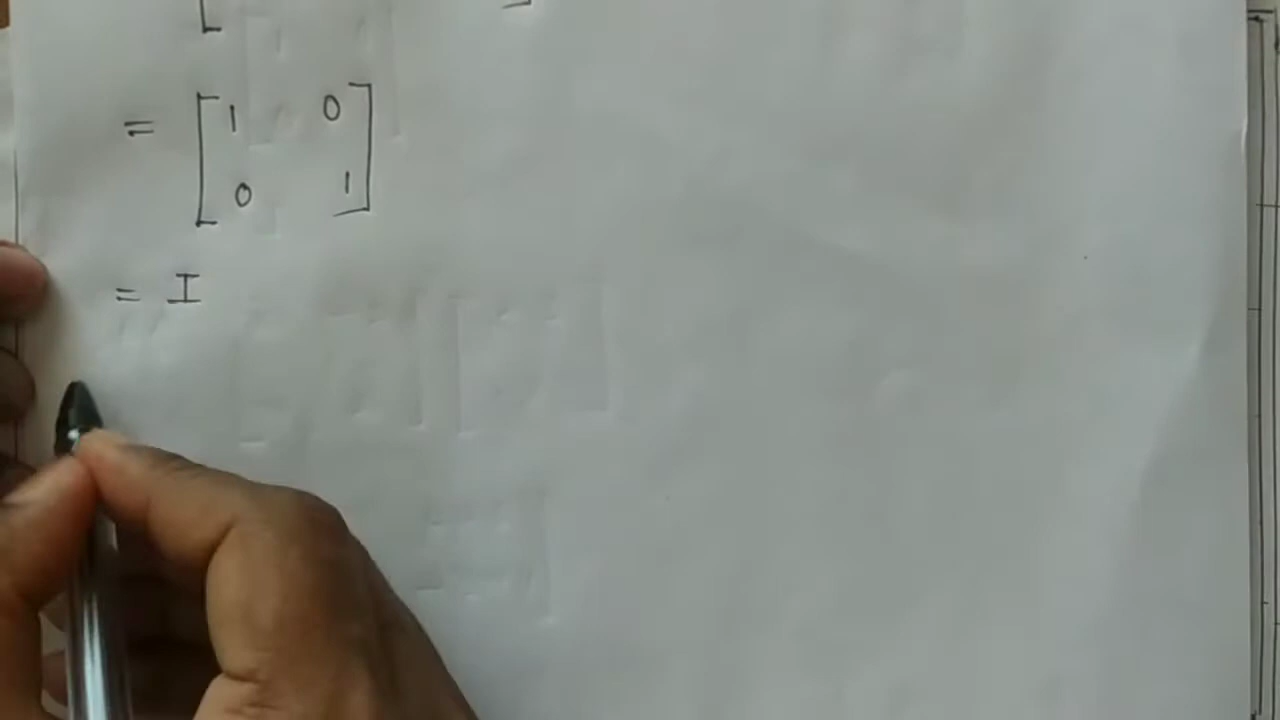 = [ 1 0
0 1 ]
= I